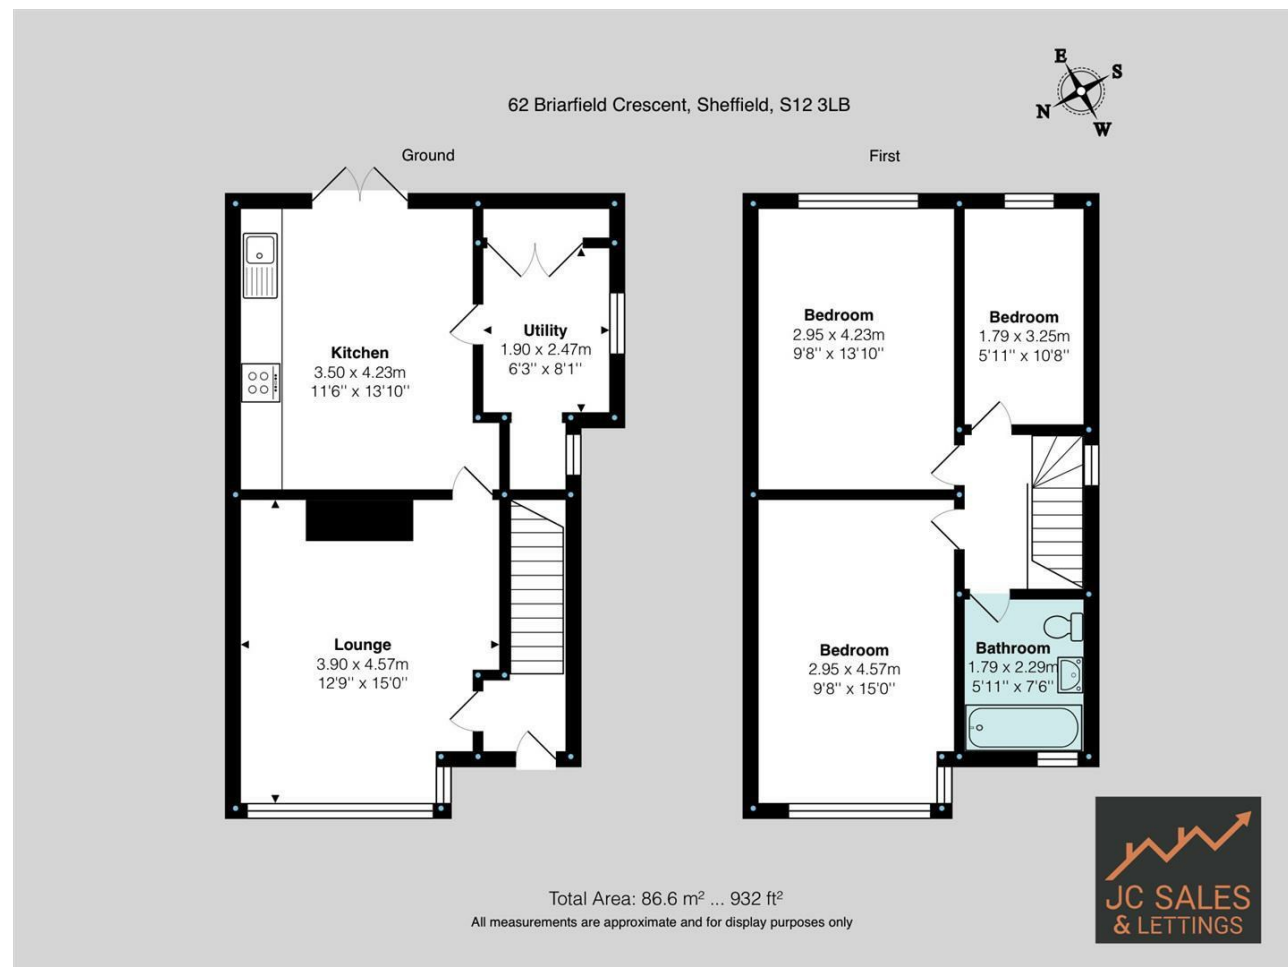 62 Briarfield Crescent, Sheffield, S12 3LB
E
S
N
W
Ground
First
Kitchen
3.50 x 4.23m
11'6'' x 13'10''
Utility
1.90 x 2.47m
6'3'' x 8'1''
Lounge
3.90 x 4.57m
12'9'' x 15'0''
Bedroom
2.95 x 4.23m
9'8'' x 13'10''
Bedroom
1.79 x 3.25m
5'11'' x 10'8''
Bedroom
2.95 x 4.57m
9'8'' x 15'0''
Bathroom
1.79 x 2.29m
5'11'' x 7'6''
Total Area: 86.6 m² ... 932 ft²
All measurements are approximate and for display purposes only
JC SALES
& LETTINGS